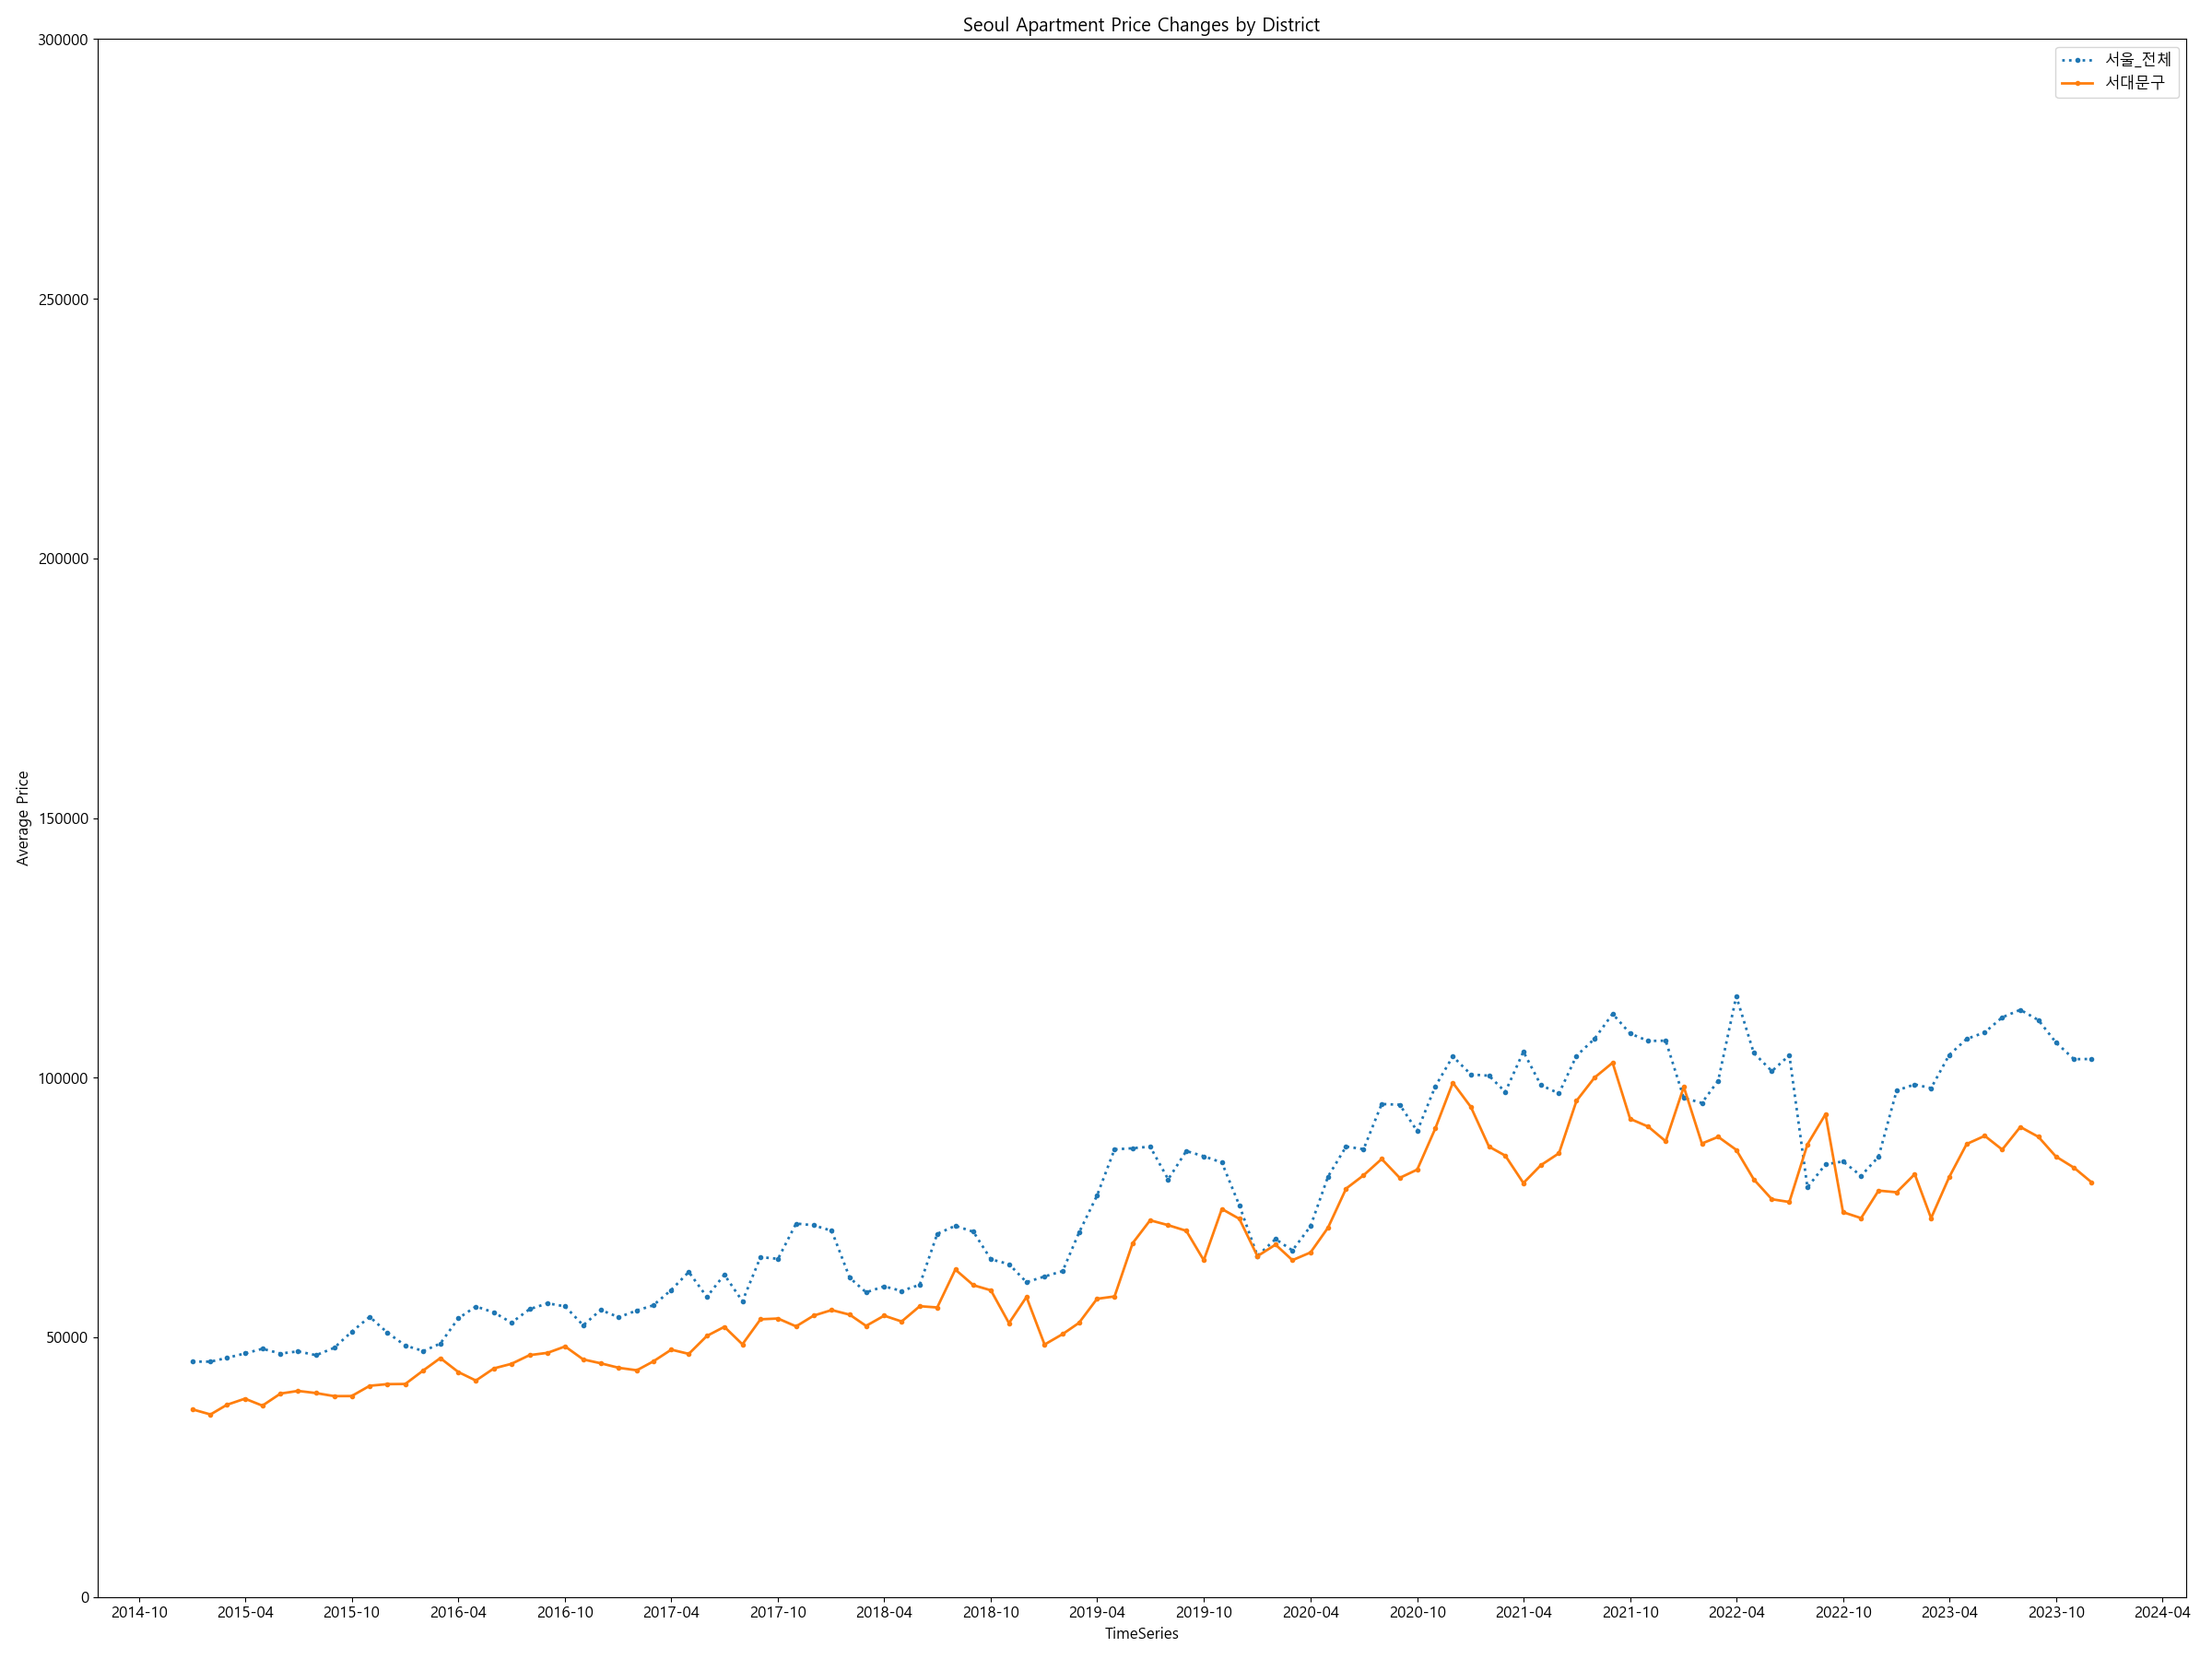 Seoul Apartment Price Changes by District
서울_전체
서대문구
300000
250000
200000
150000
100000
50000
0
Average Price
2014-10 2015-04 2015-10 2016-04 2016-10 2017-04 2017-10 2018-04 2018-10 2019-04 2019-10 2020-04 2020-10 2021-04 2021-10 2022-04 2022-10 2023-04 2023-10 2024-04
TimeSeries